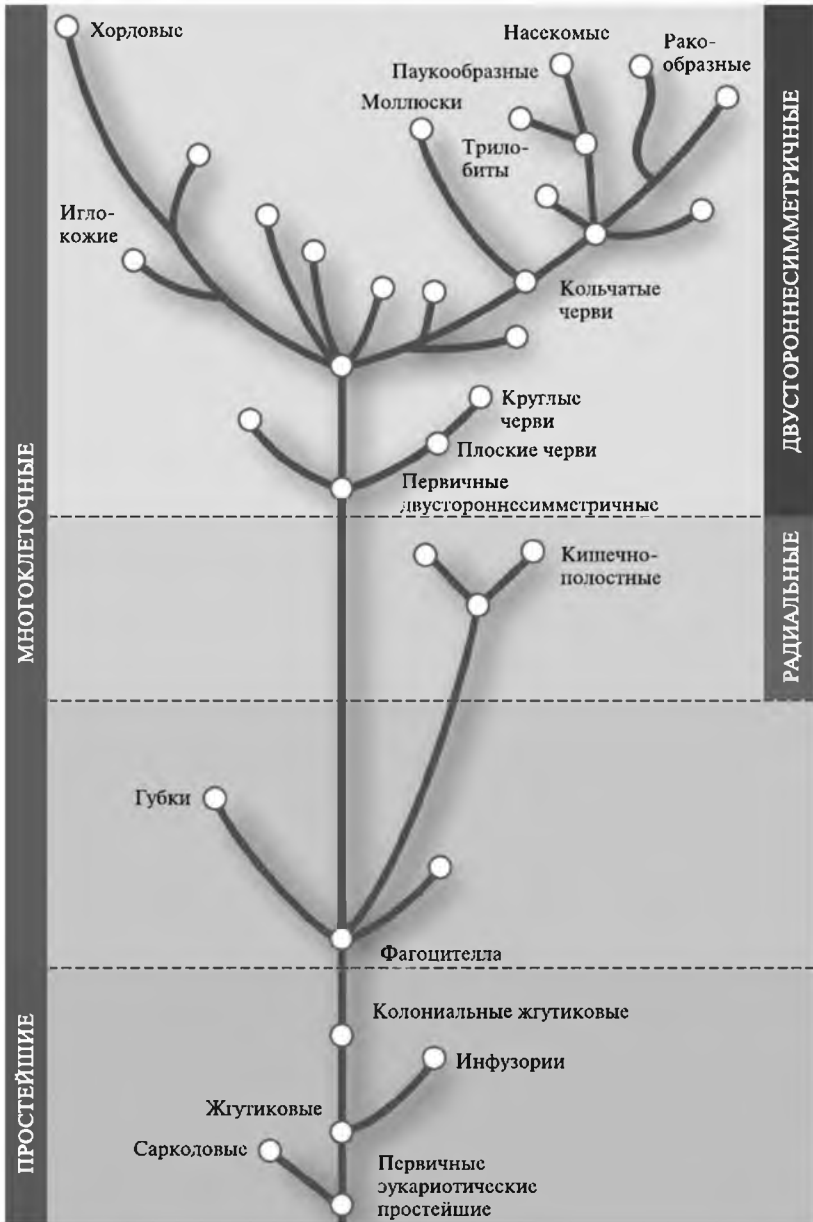 Хордовые
Насекомые
Рако-
образные
Паукообразные
Моллюски
Трило-
биты
Игло-
кожие
Кольчатые
черви
Круглые
черви
Плоские черви
Первичные
двустороннесимметричные
Кишечно-
полостные
Губки
Фагоцителла
Колониальные жгутиковые
Инфузории
Жгутиковые
Саркодовые
Первичные
эукариотические
простейшие
МНОГОКЛЕТОЧНЫЕ
ПРОСТЕЙШИЕ
ДВУСТОРОННЕСИММЕТРИЧНЫЕ
РАДИАЛЬНЫЕ